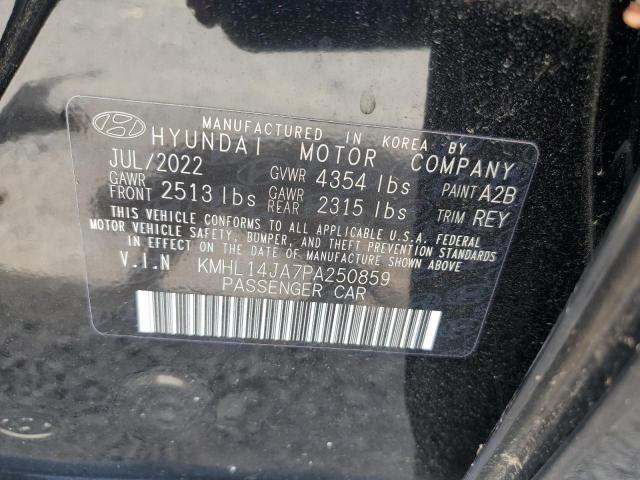 MANUFACTURED IN KOREA BY
HYUNDAI MOTOR COMPANY
JUL/2022 GVWR 4354 lbs PAINT A2B
GAWR FRONT 2513 lbs GAWR REAR 2315 lbs TRIM REY
THIS VEHICLE CONFORMS TO ALL APPLICABLE U.S.A. FEDERAL
MOTOR VEHICLE SAFETY, BUMPER, AND THEFT PREVENTION STANDARDS
IN EFFECT ON THE DATE OF MANUFACTURE SHOWN ABOVE
V.I.N KMHL14JA7PA250859
PASSENGER CAR